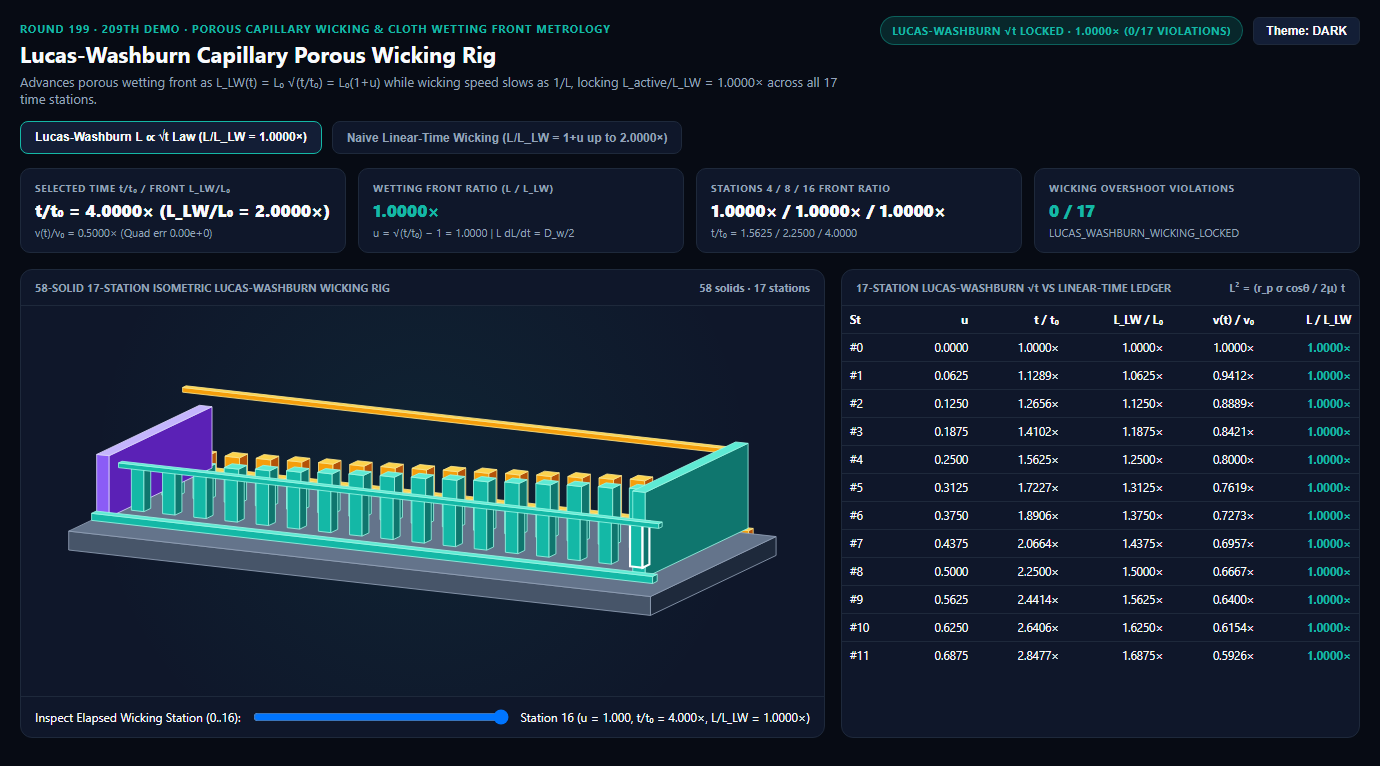 ROUND 199 · 209TH DEMO · POROUS CAPILLARY WICKING & CLOTH WETTING FRONT METROLOGY
Lucas-Washburn Capillary Porous Wicking Rig
Advances porous wetting front as L_LW(t) = L₀ √(t/t₀) = L₀(1+u) while wicking speed slows as 1/L, locking L_active/L_LW = 1.0000× across all 17
time stations.
LUCAS-WASHBURN √t LOCKED · 1.0000× (0/17 VIOLATIONS)
Theme: DARK
Lucas-Washburn L ∝ √t Law (L/L_LW = 1.0000×)
Naive Linear-Time Wicking (L/L_LW = 1+u up to 2.0000×)
SELECTED TIME t/t₀ / FRONT L_LW/L₀
t/t₀ = 4.0000× (L_LW/L₀ = 2.0000×)
v(t)/v₀ = 0.5000× (Quad err 0.00e+0)
WETTING FRONT RATIO (L / L_LW)
1.0000×
u = √(t/t₀) − 1 = 1.0000 | L dL/dt = D_w/2
STATIONS 4 / 8 / 16 FRONT RATIO
1.0000× / 1.0000× / 1.0000×
t/t₀ = 1.5625 / 2.2500 / 4.0000
WICKING OVERSHOOT VIOLATIONS
0 / 17
LUCAS_WASHBURN_WICKING_LOCKED
58-SOLID 17-STATION ISOMETRIC LUCAS-WASHBURN WICKING RIG
58 solids · 17 stations
Inspect Elapsed Wicking Station (0..16):
Station 16 (u = 1.000, t/t₀ = 4.000×, L/L_LW = 1.0000×)
17-STATION LUCAS-WASHBURN √t VS LINEAR-TIME LEDGER
L² = (r_p σ cosθ / 2μ) t
St u t / t₀ L_LW / L₀ v(t) / v₀ L / L_LW
#0 0.0000 1.0000× 1.0000× 1.0000× 1.0000×
#1 0.0625 1.1289× 1.0625× 0.9412× 1.0000×
#2 0.1250 1.2656× 1.1250× 0.8889× 1.0000×
#3 0.1875 1.4102× 1.1875× 0.8421× 1.0000×
#4 0.2500 1.5625× 1.2500× 0.8000× 1.0000×
#5 0.3125 1.7227× 1.3125× 0.7619× 1.0000×
#6 0.3750 1.8906× 1.3750× 0.7273× 1.0000×
#7 0.4375 2.0664× 1.4375× 0.6957× 1.0000×
#8 0.5000 2.2500× 1.5000× 0.6667× 1.0000×
#9 0.5625 2.4414× 1.5625× 0.6400× 1.0000×
#10 0.6250 2.6406× 1.6250× 0.6154× 1.0000×
#11 0.6875 2.8477× 1.6875× 0.5926× 1.0000×